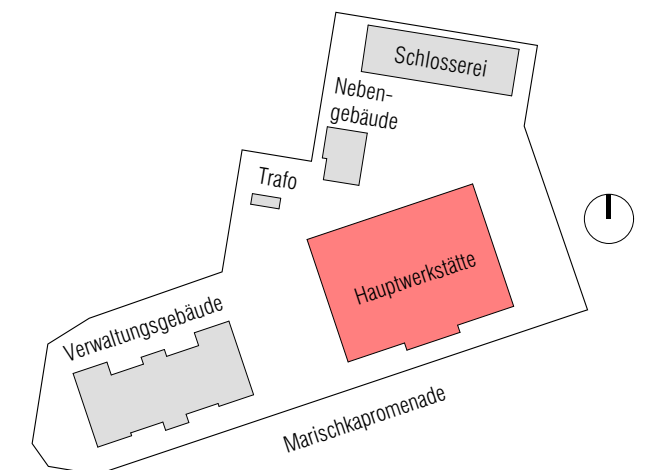 Schlosserei
Neben-
gebäude
Trafo
Hauptwerkstätte
Verwaltungsgebäude
Marischkapromenade